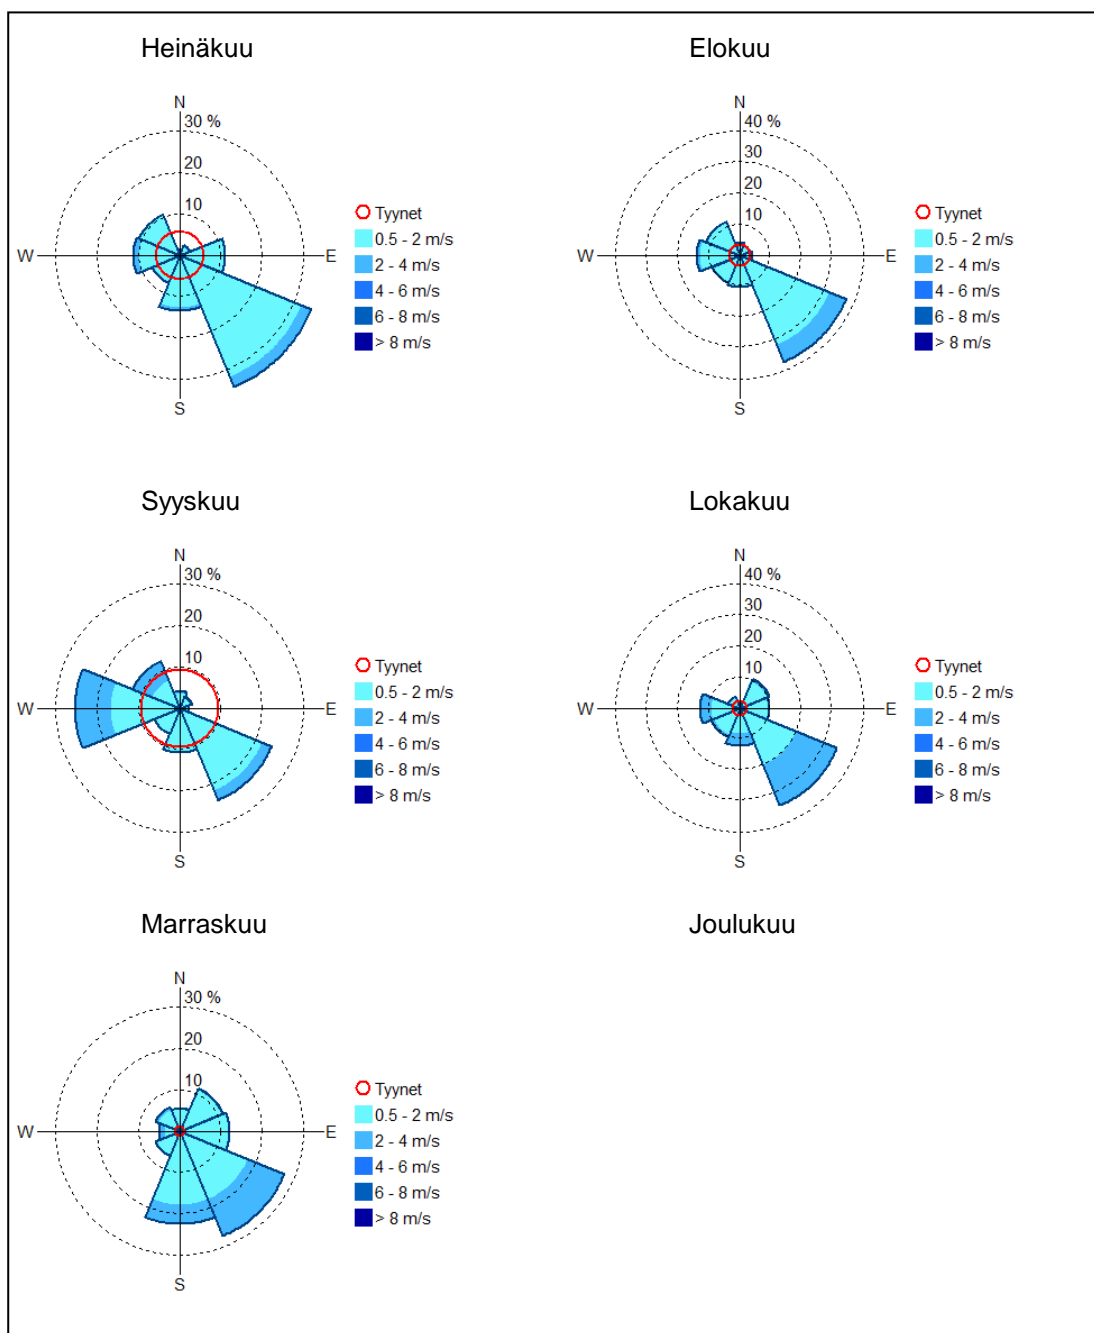 Heinäkuu
N
30 %
20
10
W
E
S
Tyynet
0.5 - 2 m/s
2 - 4 m/s
4 - 6 m/s
6 - 8 m/s
> 8 m/s
Elokuu
N
40 %
30
20
10
W
E
S
Tyynet
0.5 - 2 m/s
2 - 4 m/s
4 - 6 m/s
6 - 8 m/s
> 8 m/s
Syyskuu
N
30 %
20
10
W
E
S
Tyynet
0.5 - 2 m/s
2 - 4 m/s
4 - 6 m/s
6 - 8 m/s
> 8 m/s
Lokakuu
N
40 %
30
20
10
W
E
S
Tyynet
0.5 - 2 m/s
2 - 4 m/s
4 - 6 m/s
6 - 8 m/s
> 8 m/s
Marraskuu
N
30 %
20
10
W
E
S
Tyynet
0.5 - 2 m/s
2 - 4 m/s
4 - 6 m/s
6 - 8 m/s
> 8 m/s
Joulukuu